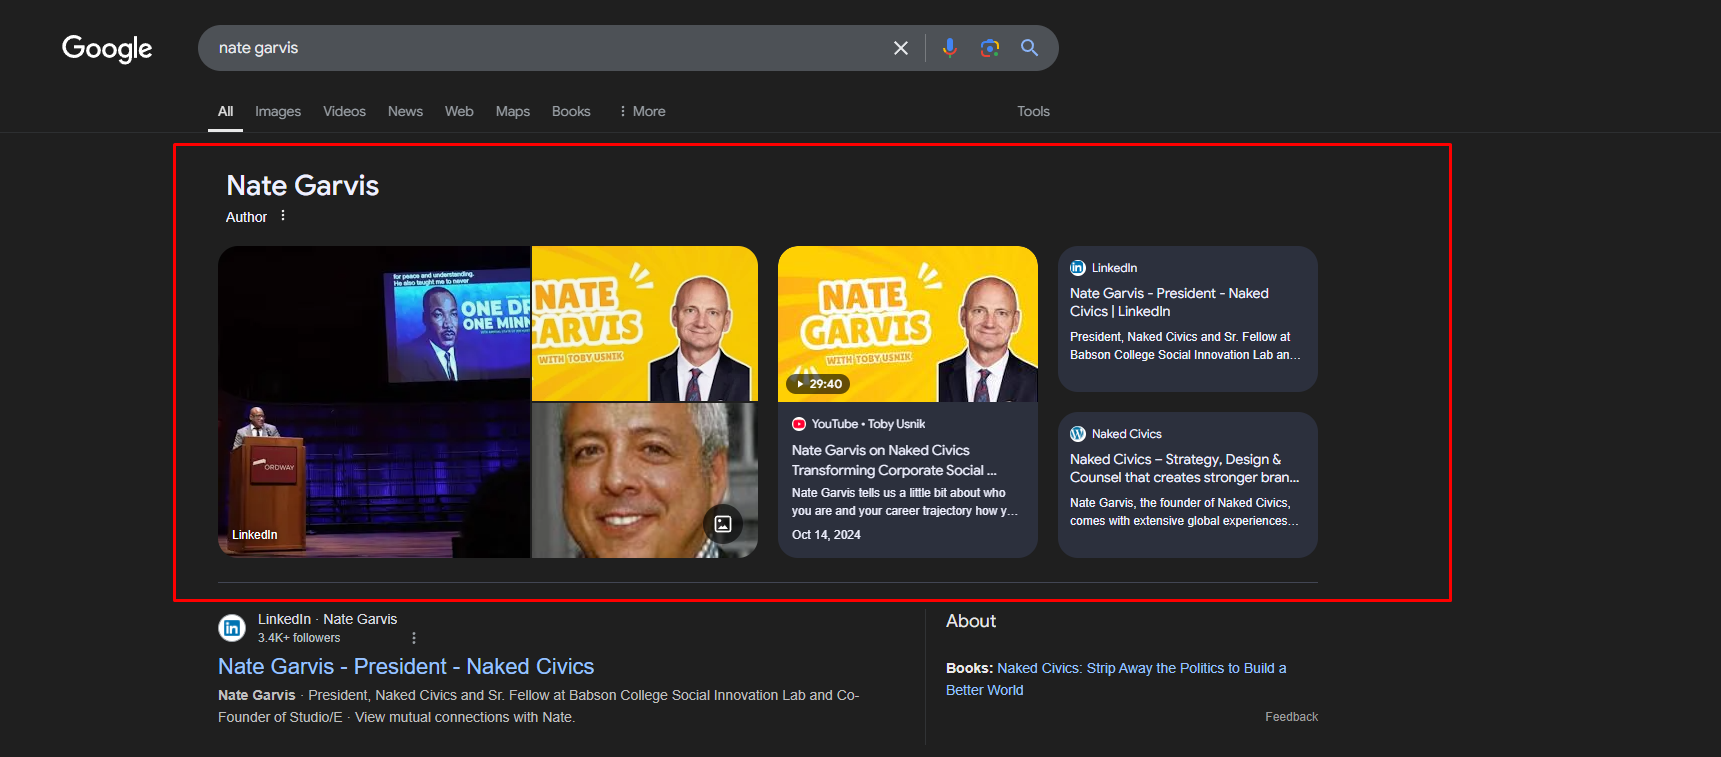 Google
nate garvis
All
Images
Videos
News
Web
Maps
Books
More
Tools
Nate Garvis
Author
for peace and understanding.
He also taught me to never
ONE DR
ONE MINN
ORDWAY
LinkedIn
NATE
GARVIS
WITH TOBY USNIK
NATE
GARVIS
WITH TOBY USNIK
29:40
YouTube • Toby Usnik
Nate Garvis on Naked Civics
Transforming Corporate Social ...
Nate Garvis tells us a little bit about who
you are and your career trajectory how y...
Oct 14, 2024
LinkedIn
Nate Garvis - President - Naked
Civics | LinkedIn
President, Naked Civics and Sr. Fellow at
Babson College Social Innovation Lab an...
Naked Civics
Naked Civics – Strategy, Design &
Counsel that creates stronger bran...
Nate Garvis, the founder of Naked Civics,
comes with extensive global experiences...
LinkedIn · Nate Garvis
3.4K+ followers
Nate Garvis - President - Naked Civics
Nate Garvis · President, Naked Civics and Sr. Fellow at Babson College Social Innovation Lab and Co-
Founder of Studio/E · View mutual connections with Nate.
About
Books: Naked Civics: Strip Away the Politics to Build a
Better World
Feedback